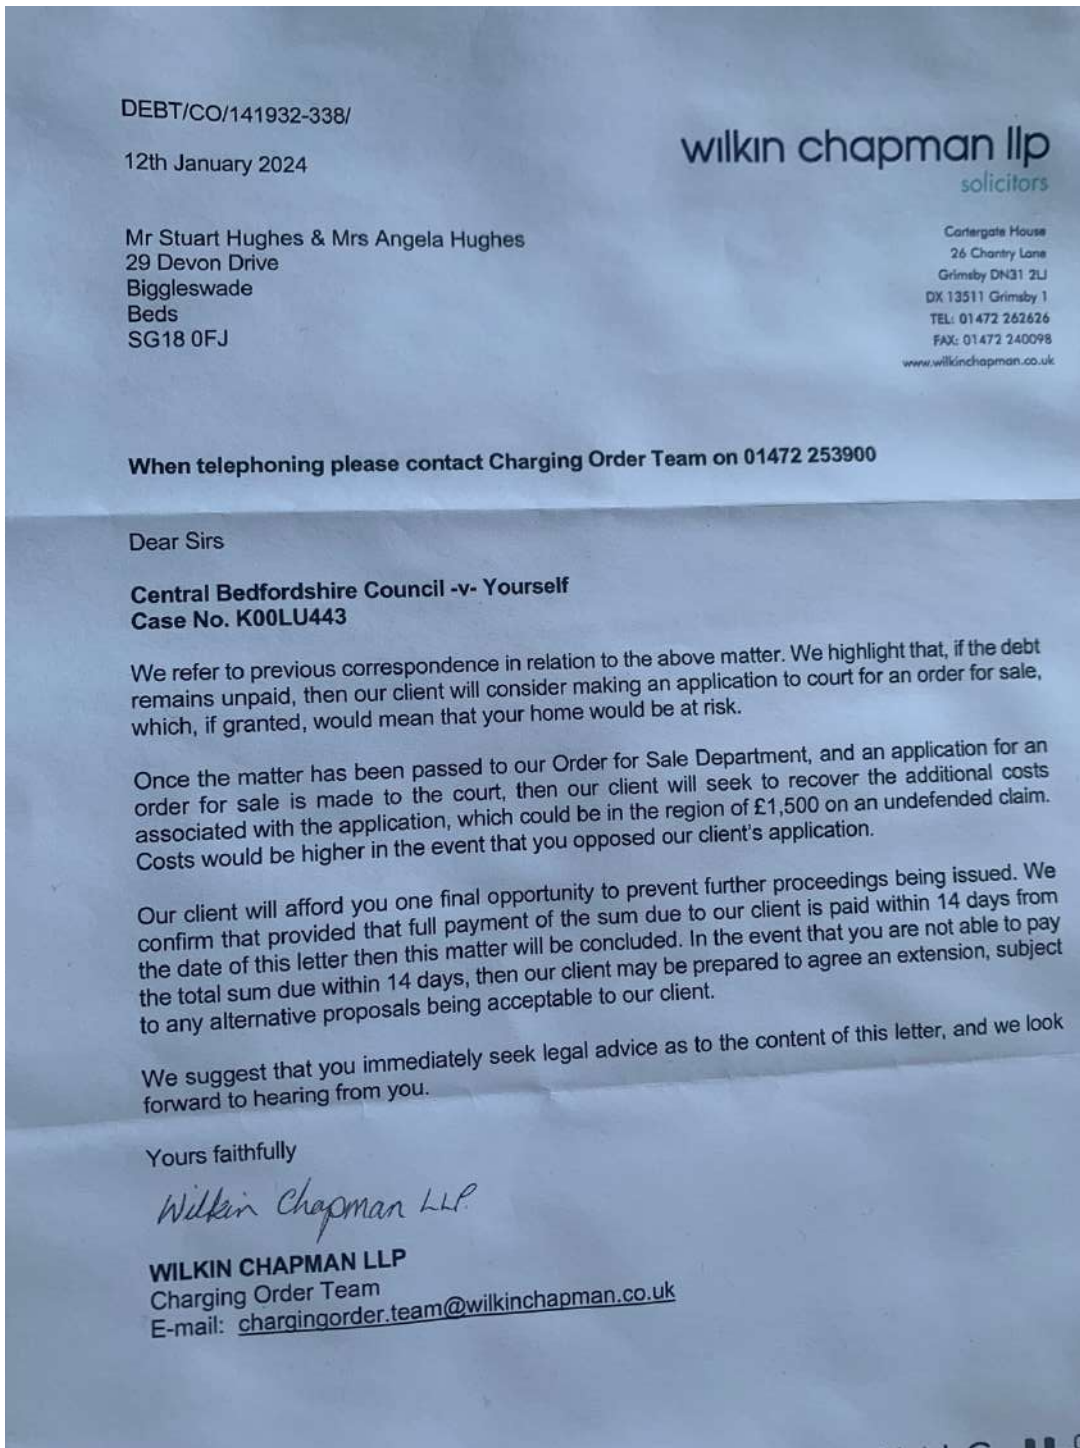 DEBT/CO/141932-338/
12th January 2024
wilkin chapman llp
solicitors
Cartergate House
26 Chantry Lane
Grimsby DN31 2LJ
DX 13511 Grimsby 1
TEL: 01472 262626
FAX: 01472 240098
www.wilkinchapman.co.uk
Mr Stuart Hughes & Mrs Angela Hughes
29 Devon Drive
Biggleswade
Beds
SG18 0FJ
When telephoning please contact Charging Order Team on 01472 253900
Dear Sirs
Central Bedfordshire Council -v- Yourself
Case No. K00LU443
We refer to previous correspondence in relation to the above matter. We highlight that, if the debt
remains unpaid, then our client will consider making an application to court for an order for sale,
which, if granted, would mean that your home would be at risk.
Once the matter has been passed to our Order for Sale Department, and an application for an
order for sale is made to the court, then our client will seek to recover the additional costs
associated with the application, which could be in the region of £1,500 on an undefended claim.
Costs would be higher in the event that you opposed our client's application.
Our client will afford you one final opportunity to prevent further proceedings being issued. We
confirm that provided that full payment of the sum due to our client is paid within 14 days from
the date of this letter then this matter will be concluded. In the event that you are not able to pay
the total sum due within 14 days, then our client may be prepared to agree an extension, subject
to any alternative proposals being acceptable to our client.
We suggest that you immediately seek legal advice as to the content of this letter, and we look
forward to hearing from you.
Yours faithfully
Wilkin Chapman LLP.
WILKIN CHAPMAN LLP
Charging Order Team
E-mail: chargingorder.team@wilkinchapman.co.uk